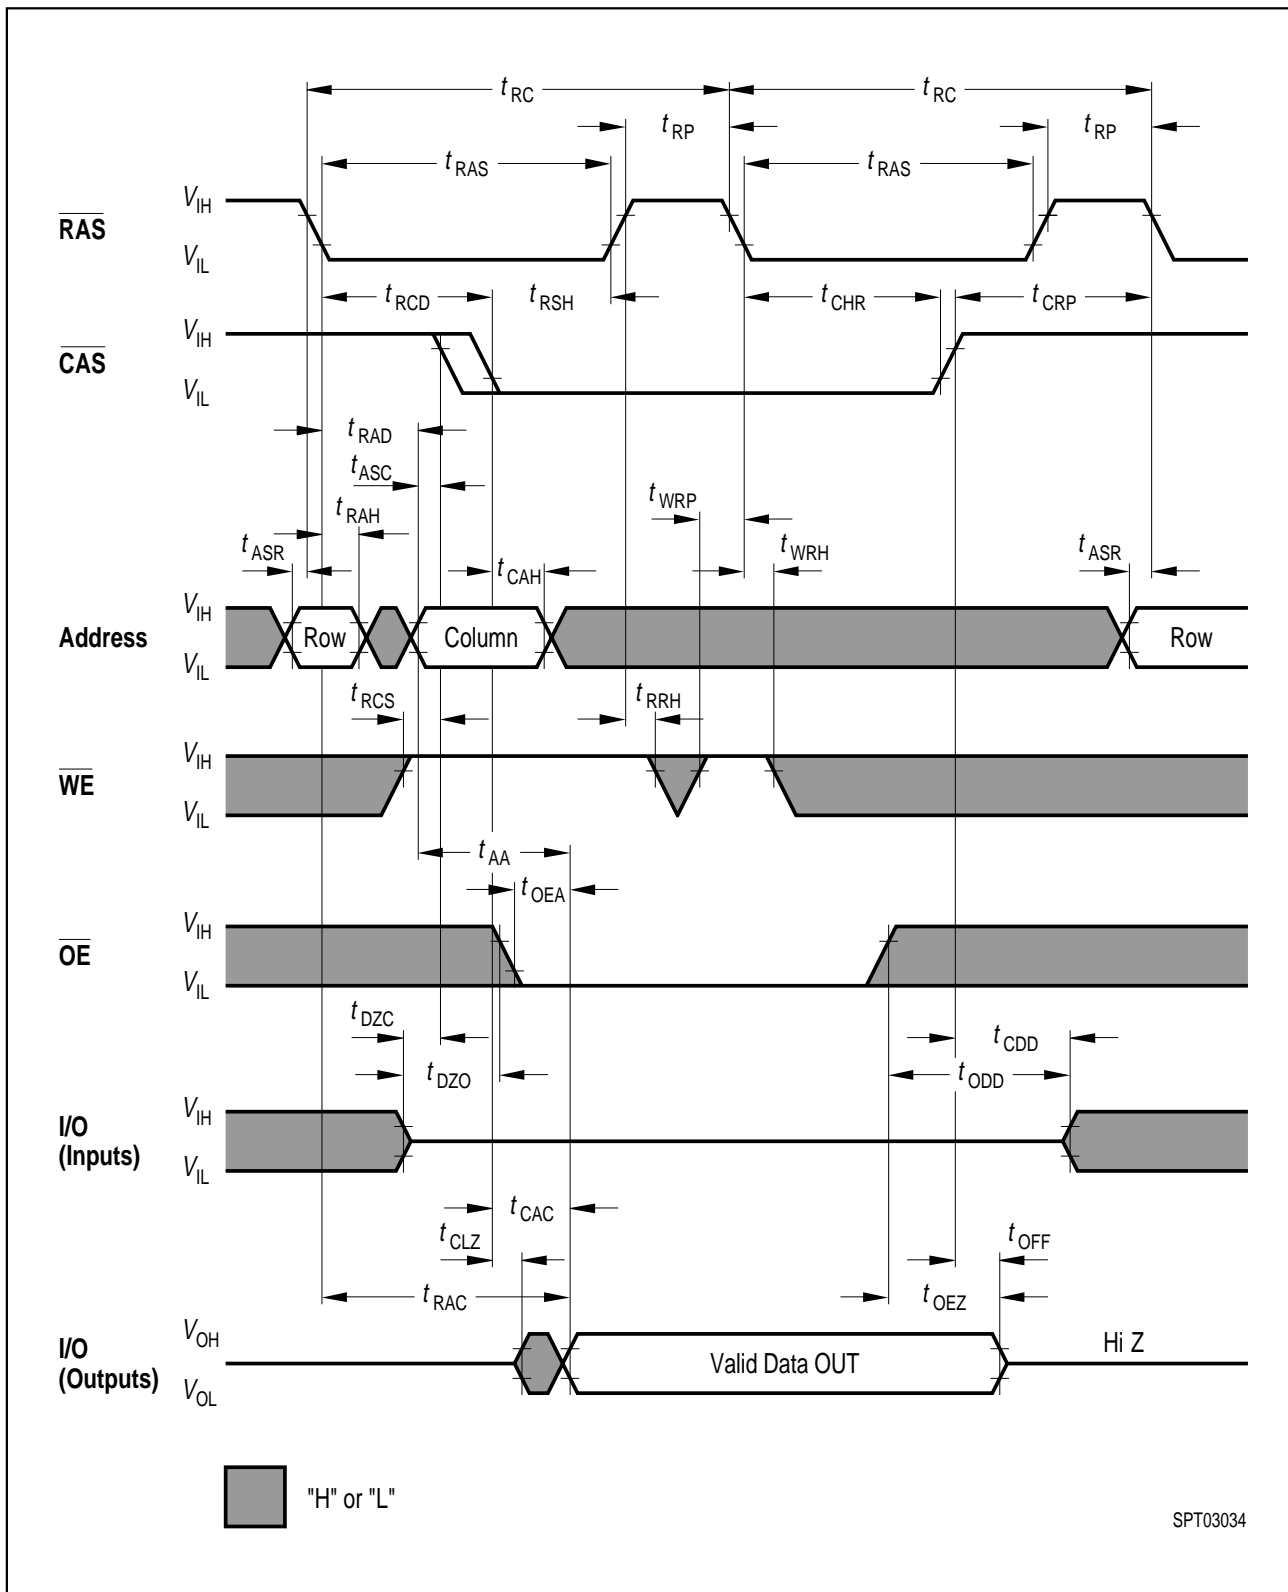 tRC tRC
tRP tRP
tRAS tRAS
RAS VIH
VIL
tRCD tRSH tCHR tCRP
CAS VIH
VIL
tRAD
tASC
tWRP
tRAH
tASR tCAH tWRH tASR
Address VIH
Row Column Row
VIL
tRCS tRRH
WE VIH
VIL
tAA
tOEA
OE VIH
VIL
tDZC tCDD
tDZO tODD
I/O (Inputs) VIH
VIL
tCAC
tCLZ tOFF
tRAC tOEZ
I/O (Outputs) VOH
Valid Data OUT Hi Z
VOL
"H" or "L"
SPT03034